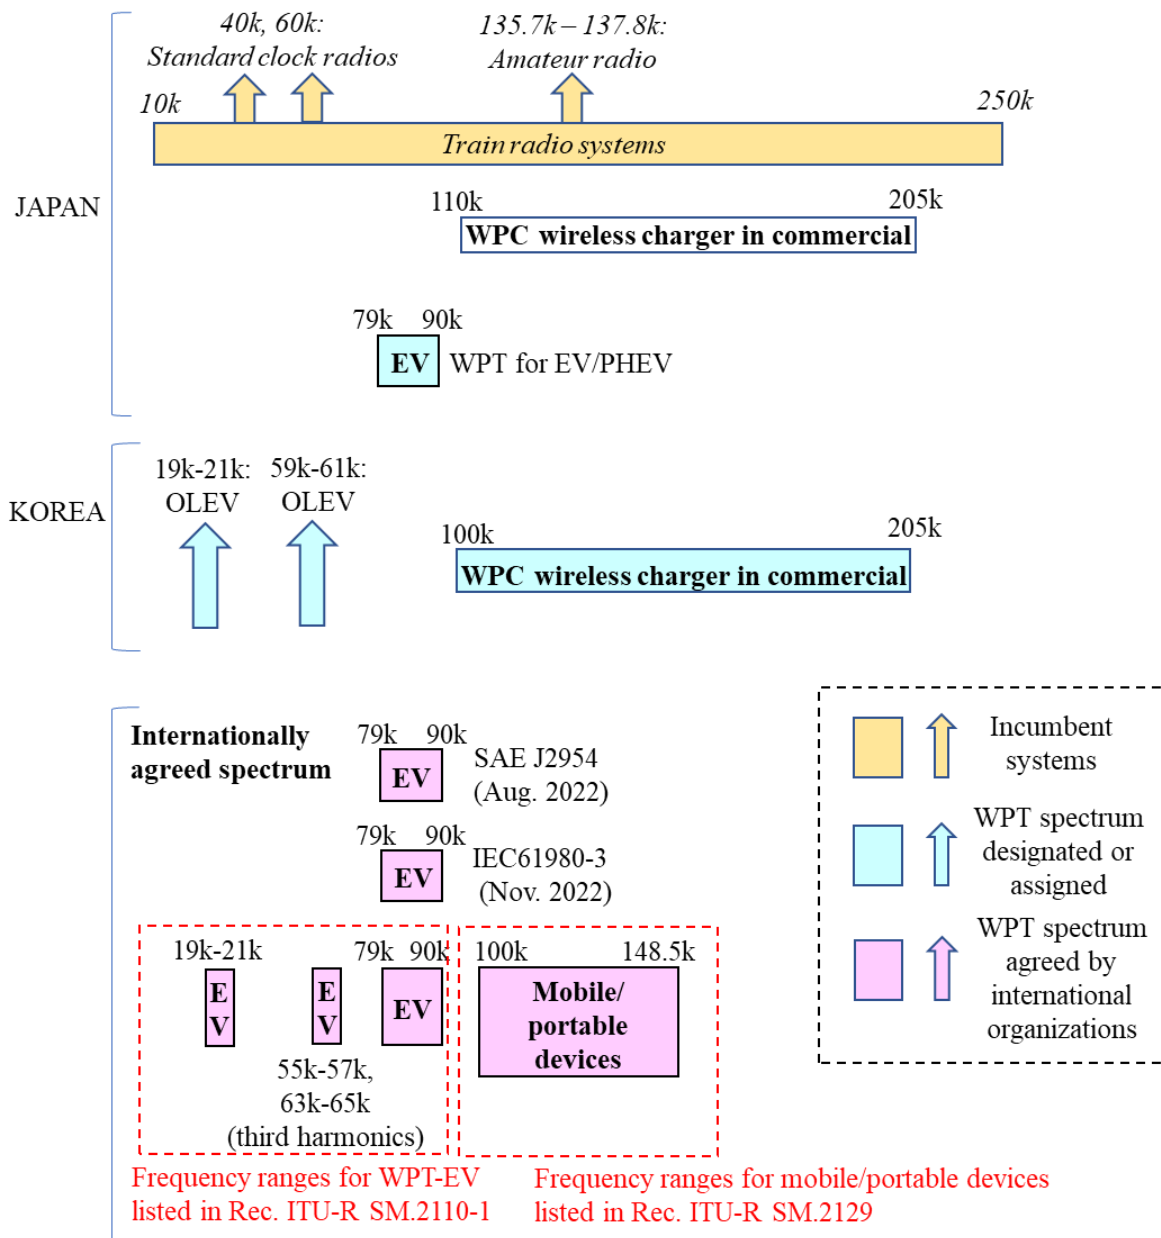 40k, 60k:
Standard clock radios
135.7k – 137.8k:
Amateur radio
10k
250k
Train radio systems
JAPAN
110k
205k
WPC wireless charger in commercial
79k
90k
EV
WPT for EV/PHEV
KOREA
19k-21k:
OLEV
59k-61k:
OLEV
100k
205k
WPC wireless charger in commercial
Internationally
agreed spectrum
79k
90k
EV
SAE J2954
(Aug. 2022)
79k
90k
EV
IEC61980-3
(Nov. 2022)
19k-21k
79k
90k
E
V
E
V
EV
55k-57k,
63k-65k
(third harmonics)
100k
148.5k
Mobile/
portable
devices
Frequency ranges for WPT-EV
listed in Rec. ITU-R SM.2110-1
Frequency ranges for mobile/portable devices
listed in Rec. ITU-R SM.2129
Incumbent
systems
WPT spectrum
designated or
assigned
WPT spectrum
agreed by
international
organizations